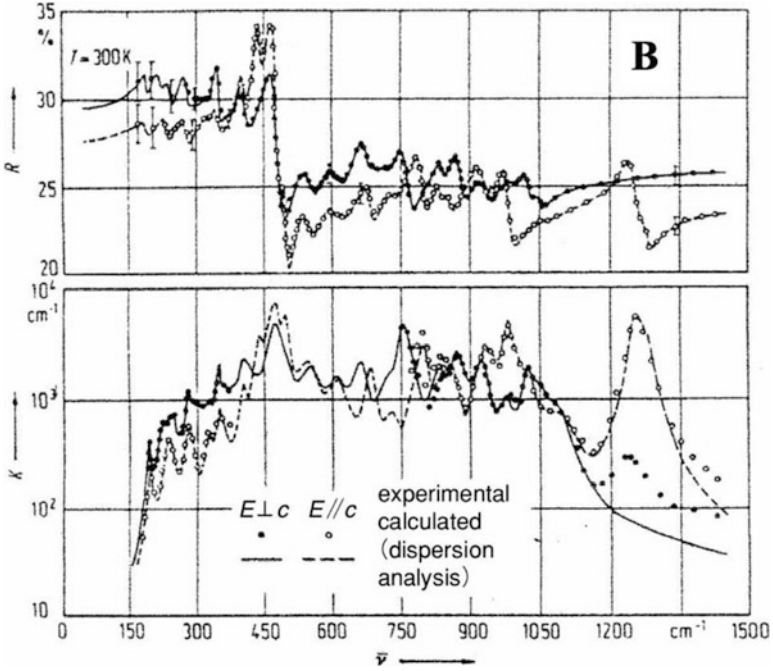 35
%
T = 300K
B
30
R
25
20
10⁴
cm⁻¹
10³
K
10²
10
E⊥c E//c experimental
calculated
(dispersion
analysis)
0 150 300 450 600 750 900 1050 1200 cm⁻¹ 1500
ν̅